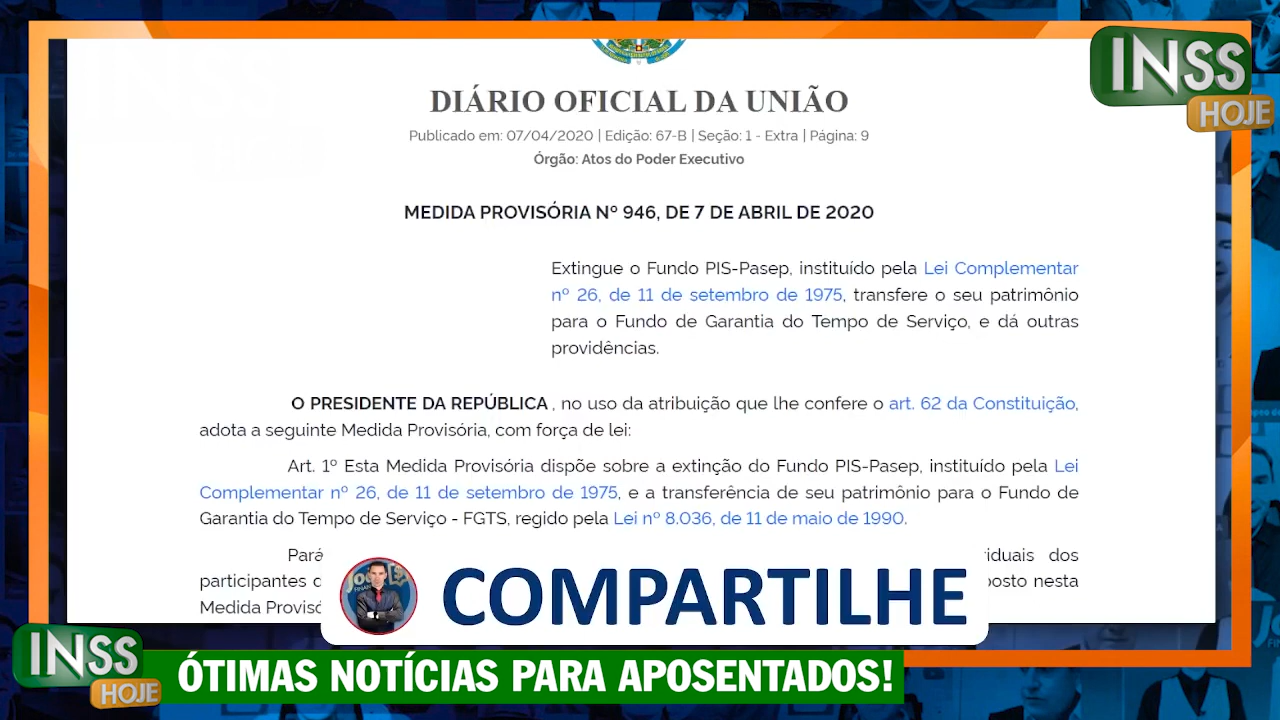 INSS
HOJE
DIÁRIO OFICIAL DA UNIÃO
Publicado em: 07/04/2020 | Edição: 67-B | Seção: 1 - Extra | Página: 9
Órgão: Atos do Poder Executivo
MEDIDA PROVISÓRIA Nº 946, DE 7 DE ABRIL DE 2020
Extingue o Fundo PIS-Pasep, instituído pela Lei Complementar
nº 26, de 11 de setembro de 1975, transfere o seu patrimônio
para o Fundo de Garantia do Tempo de Serviço, e dá outras
providências.
O PRESIDENTE DA REPÚBLICA , no uso da atribuição que lhe confere o art. 62 da Constituição,
adota a seguinte Medida Provisória, com força de lei:
Art. 1º Esta Medida Provisória dispõe sobre a extinção do Fundo PIS-Pasep, instituído pela Lei
Complementar nº 26, de 11 de setembro de 1975, e a transferência de seu patrimônio para o Fundo de
Garantia do Tempo de Serviço - FGTS, regido pela Lei nº 8.036, de 11 de maio de 1990.
Pará dos
participantes nesta
Medida
COMPARTILHE
INSS
HOJE
ÓTIMAS NOTÍCIAS PARA APOSENTADOS!